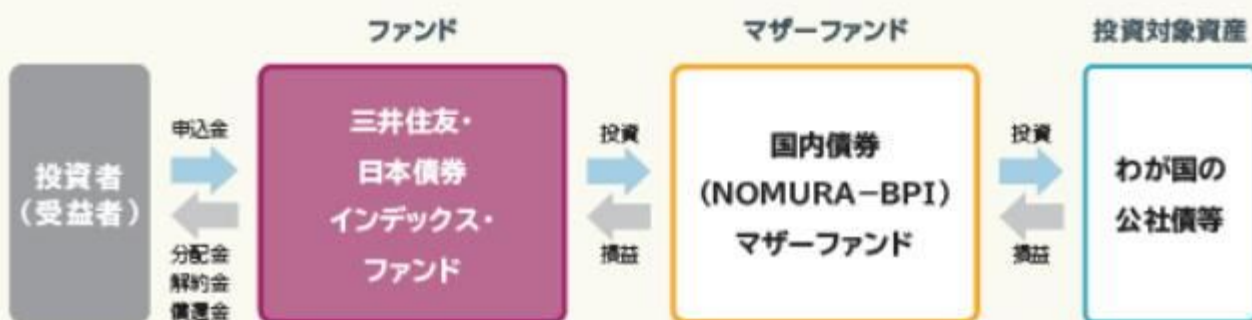 ファンド
マザーファンド
投資対象資産
投資者
（受益者）
申込金
分配金
解約金
償還金
三井住友・
日本債券
インデックス・
ファンド
投資
損益
国内債券
（NOMURA－BPI）
マザーファンド
投資
損益
わが国の
公社債等